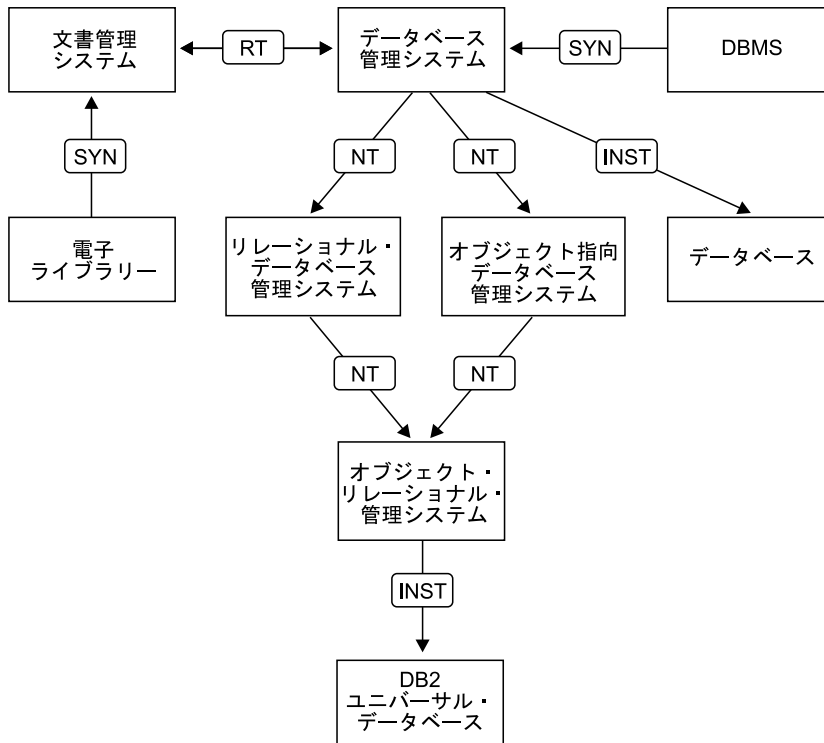 文書管理
システム
RT
データベース
管理システム
SYN
DBMS
SYN
NT
NT
INST
電子
ライブラリー
リレーショナル・
データベース
管理システム
オブジェクト指向
データベース
管理システム
データベース
NT
NT
オブジェクト・
リレーショナル・
管理システム
INST
DB2
ユニバーサル・
データベース